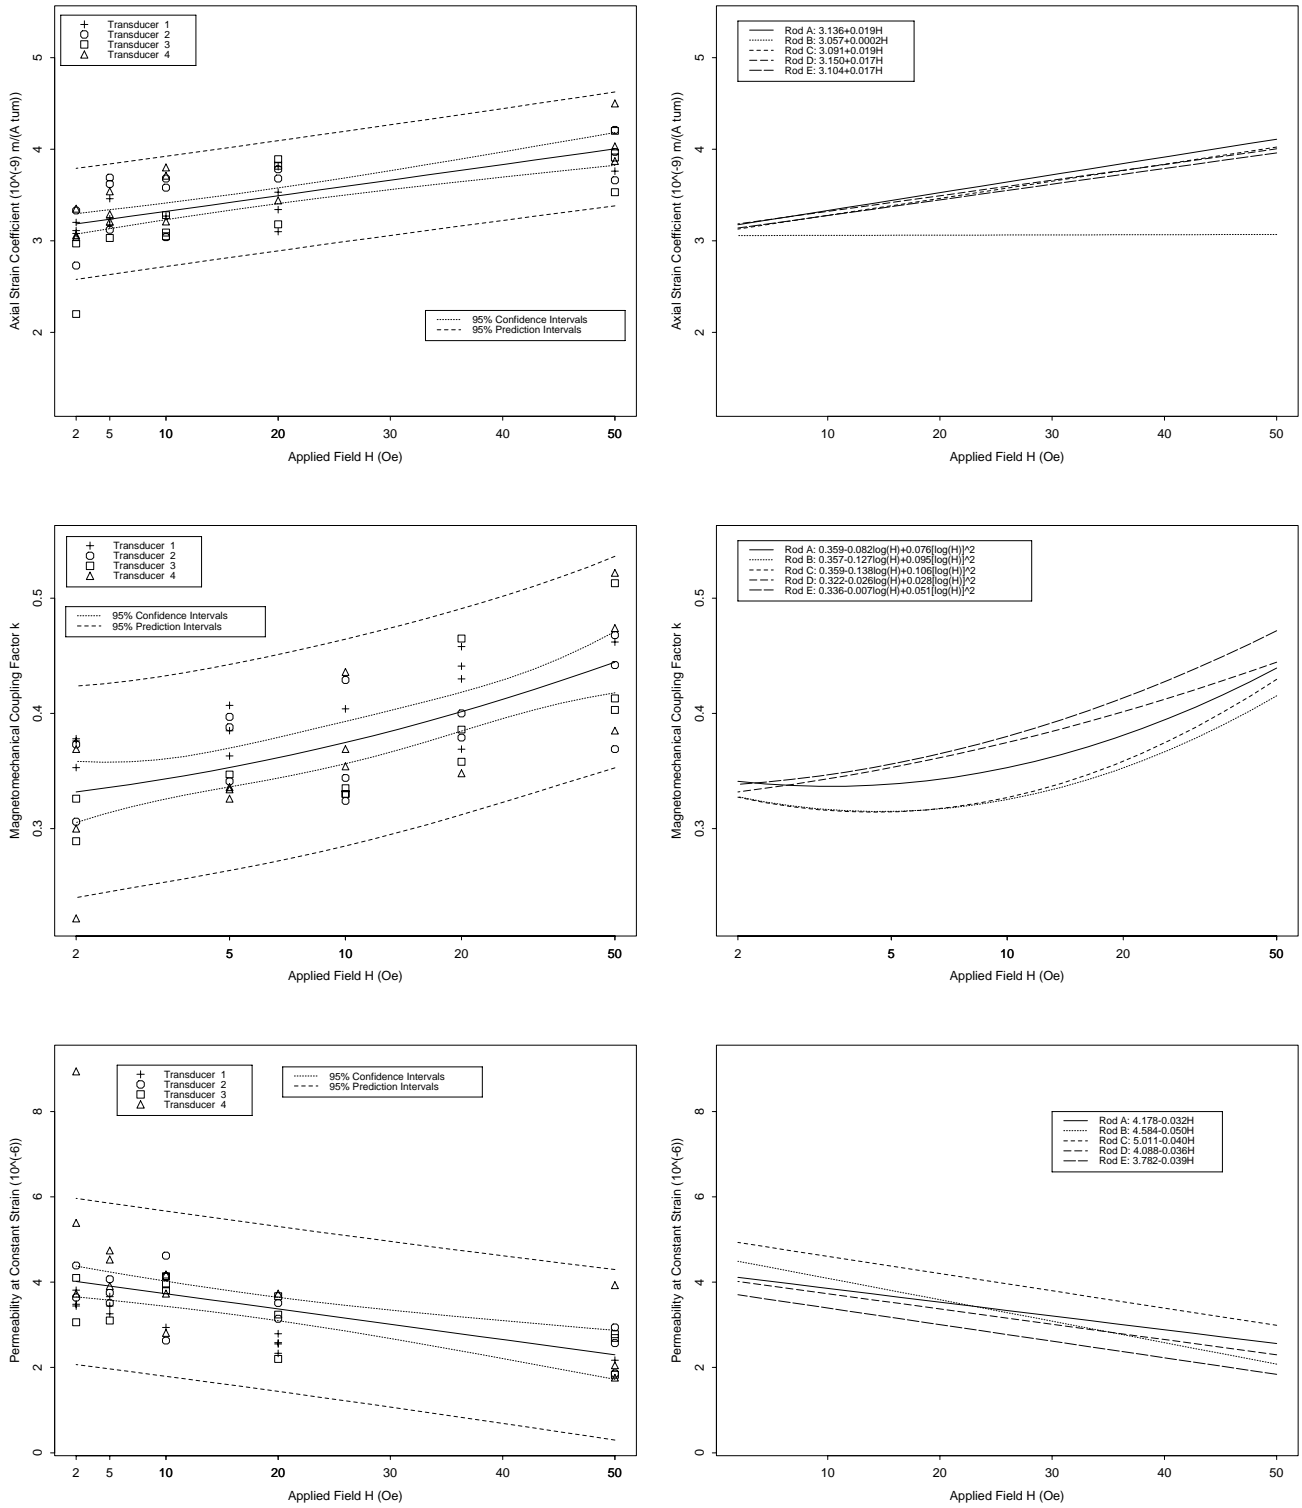 Transducer 1
Transducer 2
Transducer 3
Transducer 4
95% Confidence Intervals
95% Prediction Intervals
Axial Strain Coefficient (10^(-9) m/(A turn))
5
4
3
2
2 5 10 20 30 40 50
Applied Field H (Oe)
Rod A: 3.136+0.019H
Rod B: 3.057+0.0002H
Rod C: 3.091+0.019H
Rod D: 3.150+0.017H
Rod E: 3.104+0.017H
Axial Strain Coefficient (10^(-9) m/(A turn))
5
4
3
2
10 20 30 40 50
Applied Field H (Oe)
Transducer 1
Transducer 2
Transducer 3
Transducer 4
95% Confidence Intervals
95% Prediction Intervals
Magnetomechanical Coupling Factor k
0.5
0.4
0.3
2 5 10 20 50
Applied Field H (Oe)
Rod A: 0.359-0.082log(H)+0.076[log(H)]^2
Rod B: 0.357-0.127log(H)+0.095[log(H)]^2
Rod C: 0.359-0.138log(H)+0.106[log(H)]^2
Rod D: 0.322-0.026log(H)+0.028[log(H)]^2
Rod E: 0.336-0.007log(H)+0.051[log(H)]^2
Magnetomechanical Coupling Factor k
0.5
0.4
0.3
2 5 10 20 50
Applied Field H (Oe)
Transducer 1
Transducer 2
Transducer 3
Transducer 4
95% Confidence Intervals
95% Prediction Intervals
Permeability at Constant Strain (10^(-6))
8
6
4
2
0
2 5 10 20 30 40 50
Applied Field H (Oe)
Rod A: 4.178-0.032H
Rod B: 4.584-0.050H
Rod C: 5.011-0.040H
Rod D: 4.088-0.036H
Rod E: 3.782-0.039H
Permeability at Constant Strain (10^(-6))
8
6
4
2
0
10 20 30 40 50
Applied Field H (Oe)